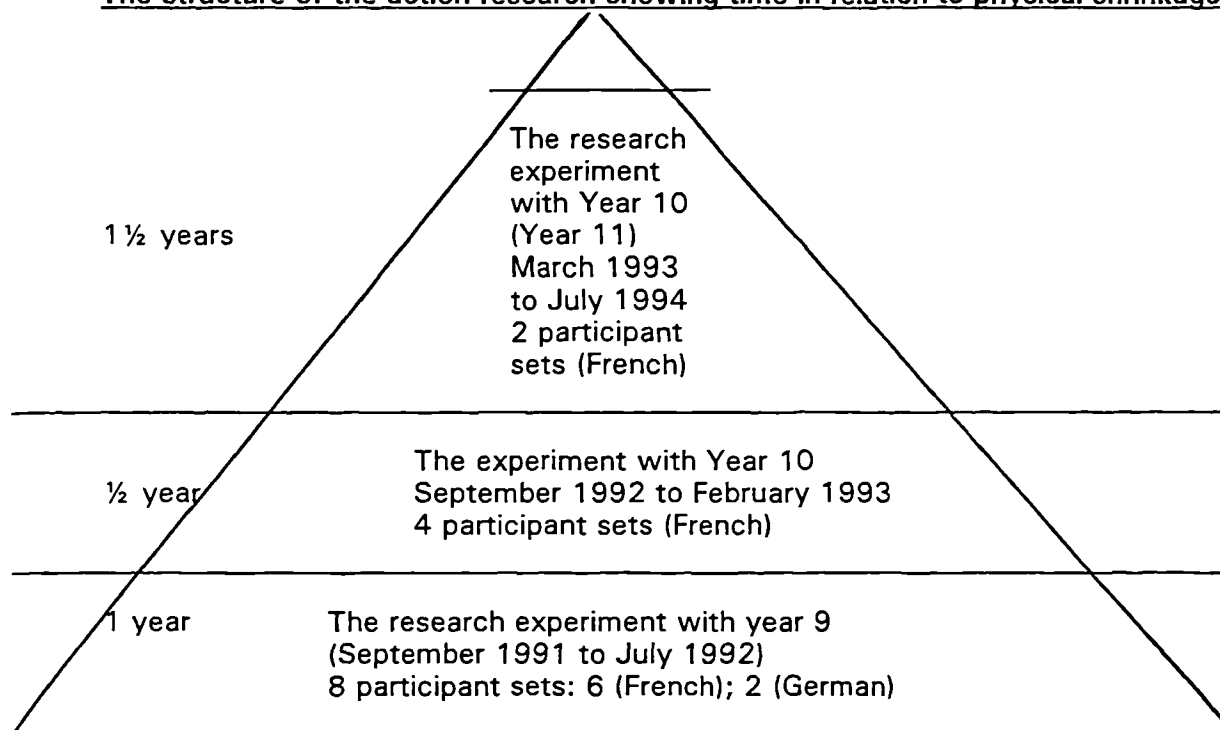 The structure of the action research showing time in relation to physical shrinkage
The research
experiment
with Year 10
(Year 11)
1½ years
March 1993
to July 1994
2 participant
sets (French)
The experiment with Year 10
½ year
September 1992 to February 1993
4 participant sets (French)
1 year
The research experiment with year 9
(September 1991 to July 1992)
8 participant sets: 6 (French); 2 (German)